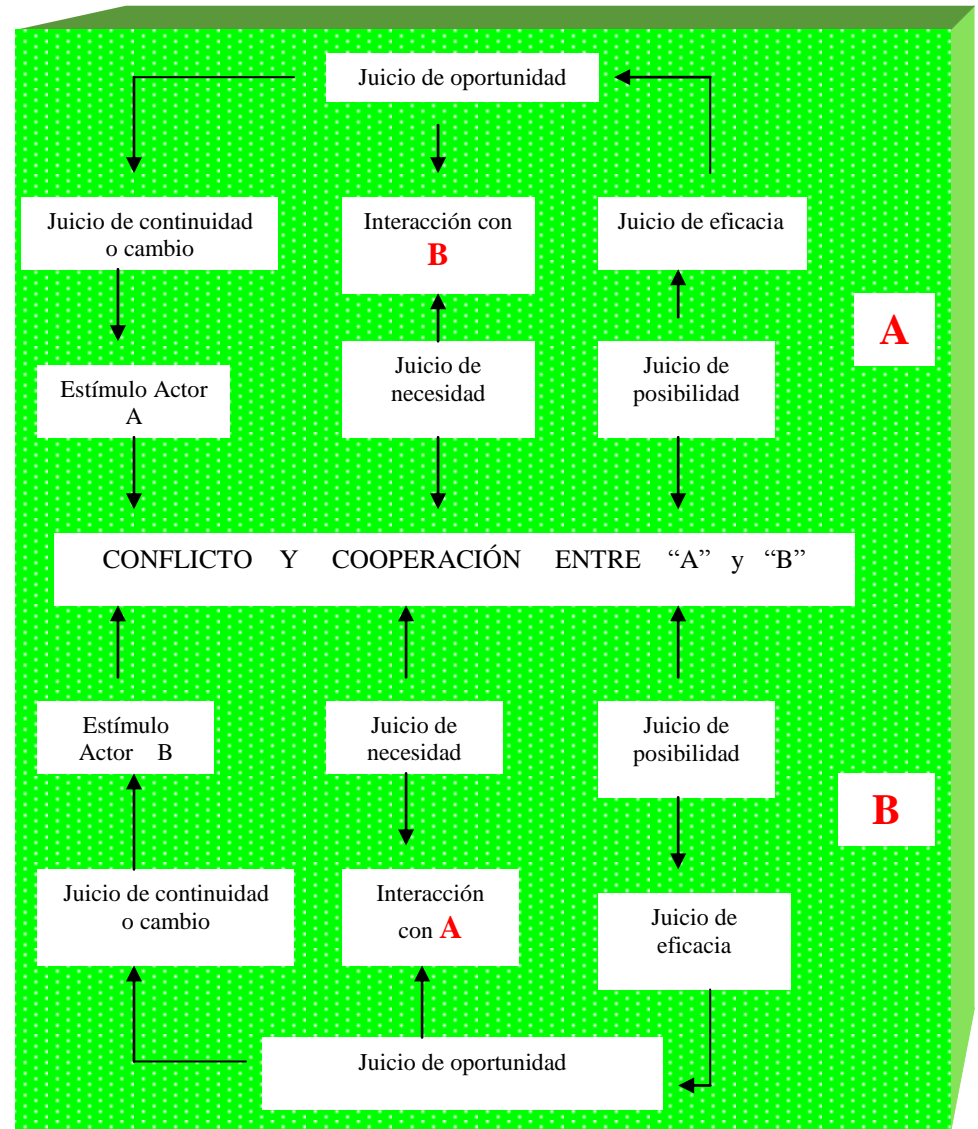 Juicio de oportunidad
Juicio de continuidad
o cambio
Interacción con
B
Juicio de eficacia
A
Estímulo Actor
A
Juicio de
necesidad
Juicio de
posibilidad
CONFLICTO Y COOPERACIÓN ENTRE “A” y “B”
Estímulo
Actor B
Juicio de
necesidad
Juicio de
posibilidad
B
Juicio de continuidad
o cambio
Interacción
con A
Juicio de
eficacia
Juicio de oportunidad